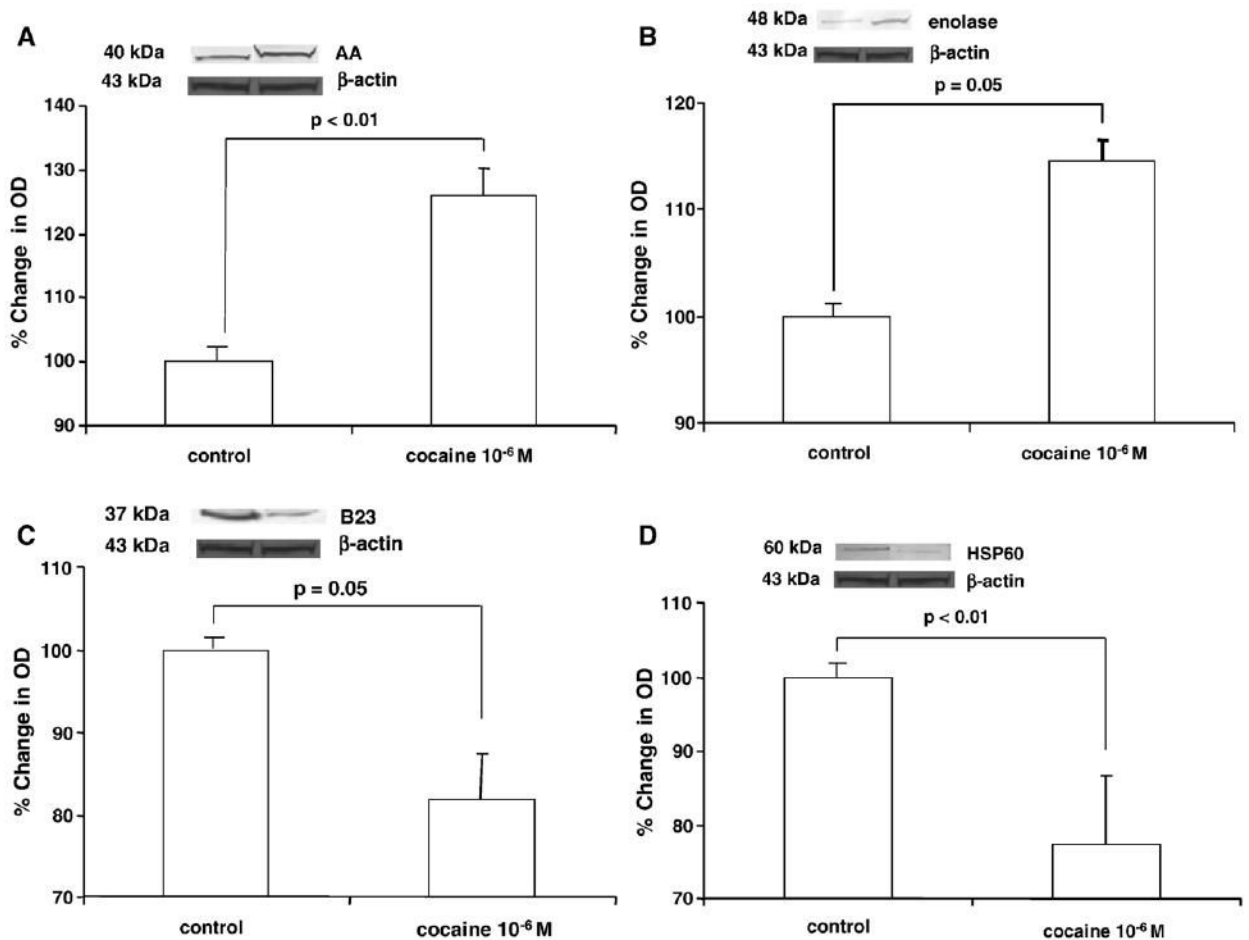 A
40 kDa AA
43 kDa β-actin
140
130
120
110
100
90
% Change in OD
p < 0.01
control cocaine 10⁻⁶ M
B
48 kDa enolase
43 kDa β-actin
120
110
100
90
% Change in OD
p = 0.05
control cocaine 10⁻⁶ M
C
37 kDa B23
43 kDa β-actin
110
100
90
80
70
% Change in OD
p = 0.05
control cocaine 10⁻⁶ M
D
60 kDa HSP60
43 kDa β-actin
110
100
90
80
70
% Change in OD
p < 0.01
control cocaine 10⁻⁶ M